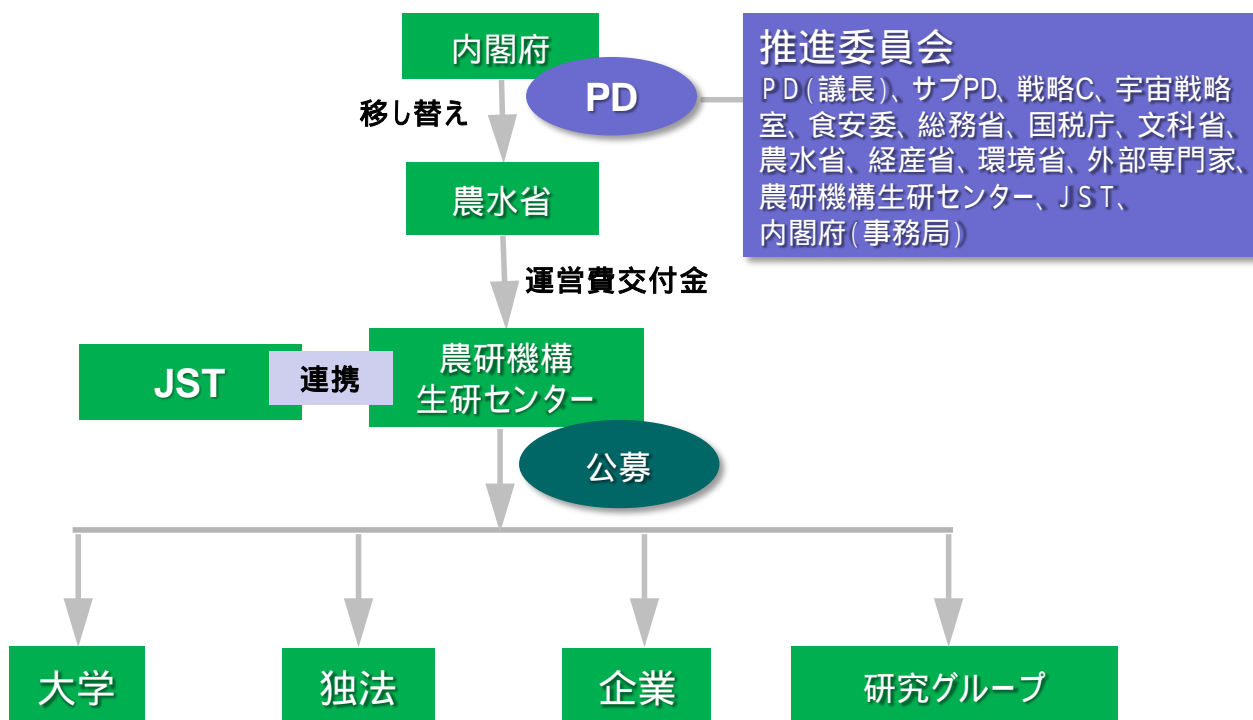 内閣府
PD
移し替え
推進委員会
PD(議長)、サブPD、戦略C、宇宙戦略
室、食安委、総務省、国税庁、文科省、
農水省、経産省、環境省、外部専門家、
農研機構生研センター、JST、
内閣府(事務局)
農水省
運営費交付金
JST
連携
農研機構
生研センター
公募
大学
独法
企業
研究グループ